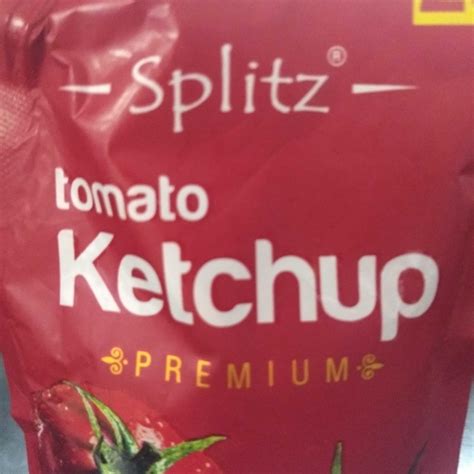 Splitz®
tomato
Ketchup
PREMIUM